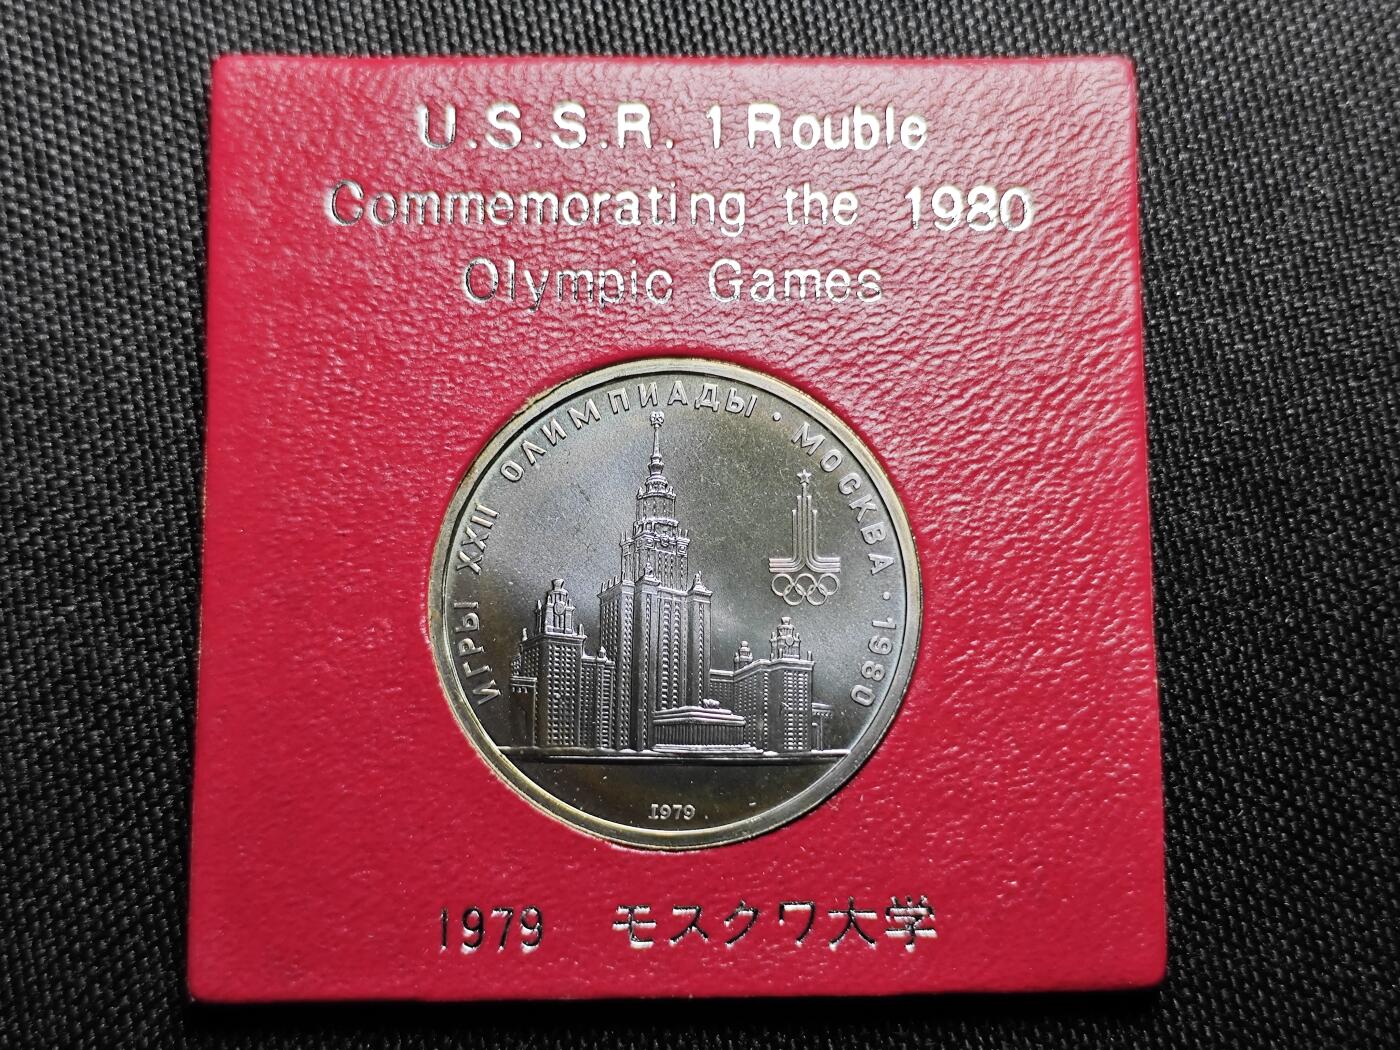 U.S.S.R. 1 Rouble
Commemorating the 1980
Olympic Games
ИГРЫ XXII ОЛИМПИАДЫ · МОСКВА · 1980
1979
1979 モスクワ大学